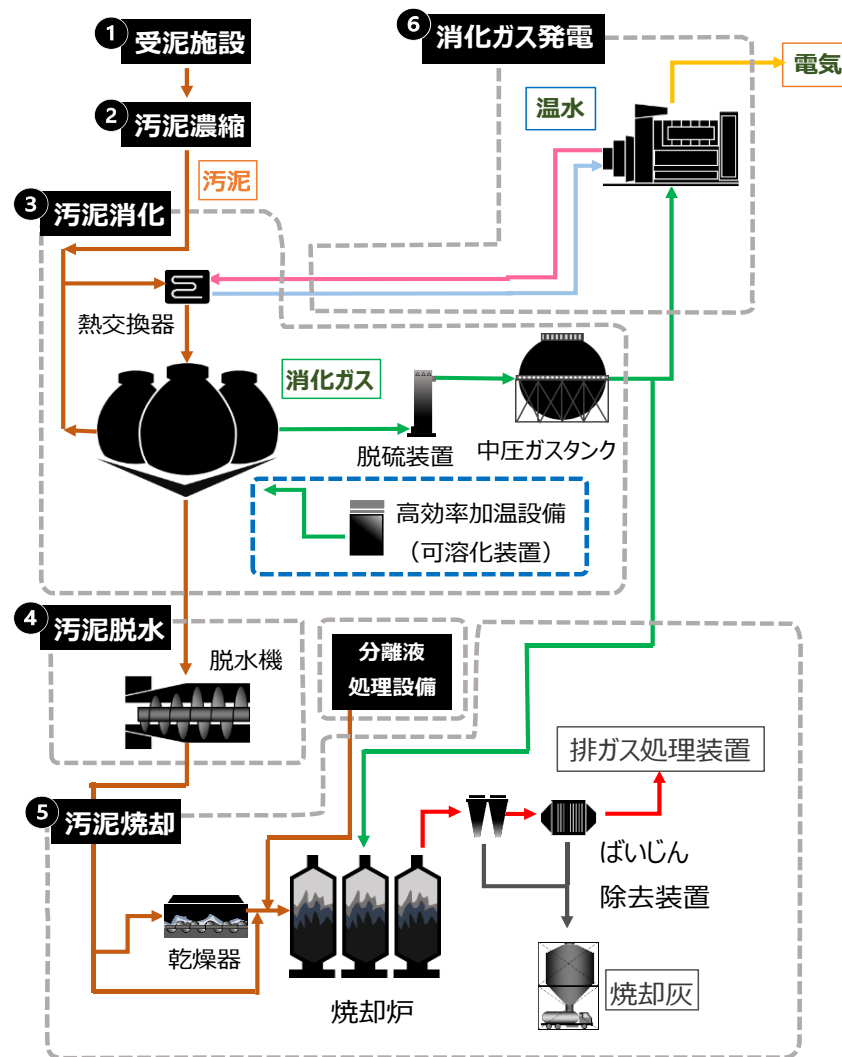 1 受泥施設
2 汚泥濃縮
汚泥
3 汚泥消化
熱交換器
6 消化ガス発電
電気
温水
消化ガス
脱硫装置
中圧ガスタンク
高効率加温設備
（可溶化装置）
4 汚泥脱水
脱水機
分離液
処理設備
5 汚泥焼却
乾燥器
焼却炉
排ガス処理装置
ばいじん
除去装置
焼却灰